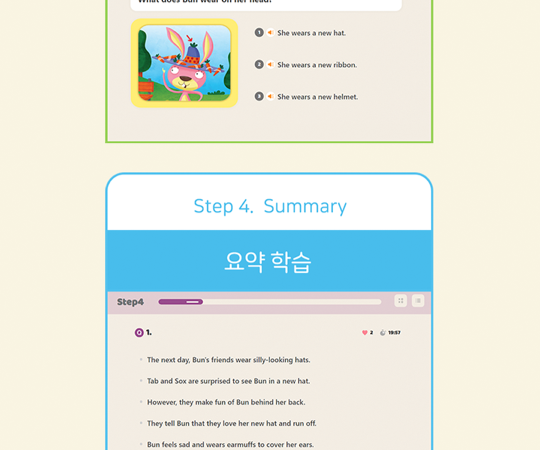 What does Bun wear on her head?
1 She wears a new hat.
2 She wears a new ribbon.
3 She wears a new helmet.
Step 4. Summary
요약 학습
Step4
Q 1.
2 19:57
The next day, Bun's friends wear silly-looking hats.
Tab and Sox are surprised to see Bun in a new hat.
However, they make fun of Bun behind her back.
They tell Bun that they love her new hat and run off.
Bun feels sad and wears earmuffs to cover her ears.